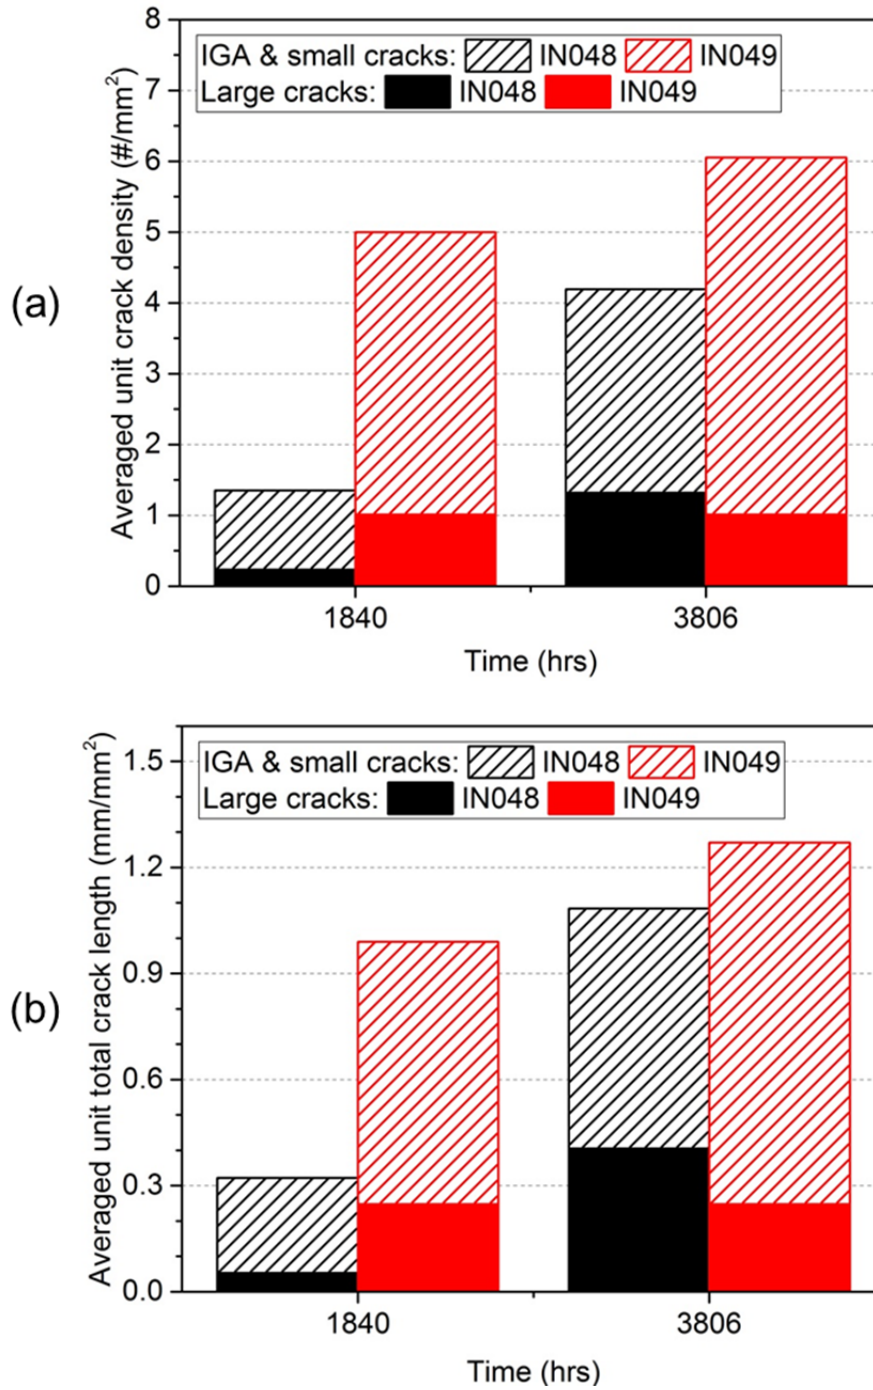 (a)
Averaged unit crack density (#/mm²)
8
7
6
5
4
3
2
1
0
IGA & small cracks: IN048 IN049
Large cracks: IN048 IN049
1840 3806
Time (hrs)
(b)
Averaged unit total crack length (mm/mm²)
1.5
1.2
0.9
0.6
0.3
0.0
IGA & small cracks: IN048 IN049
Large cracks: IN048 IN049
1840 3806
Time (hrs)